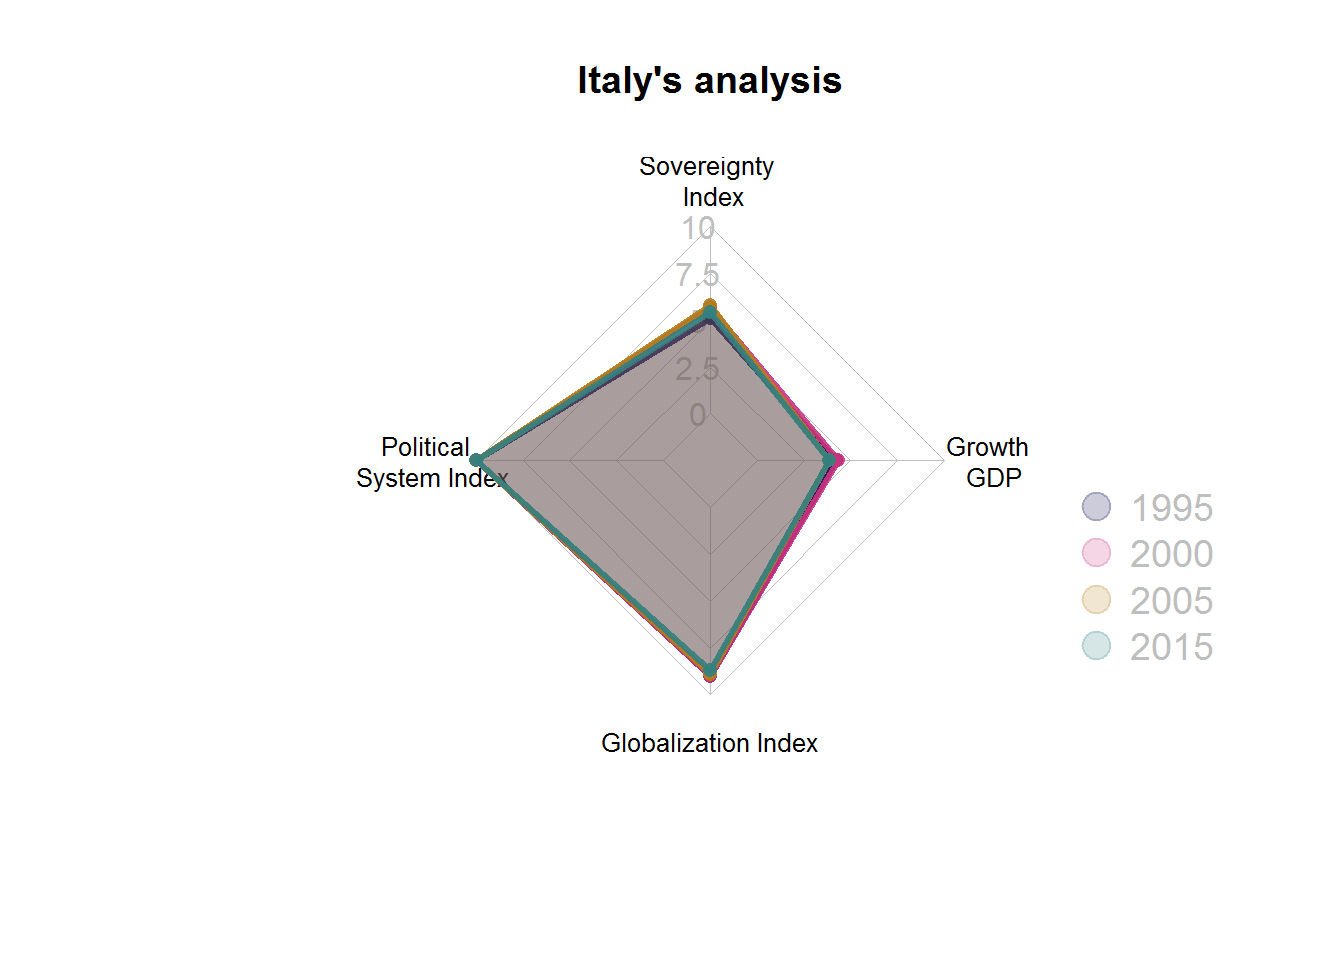 Italy's analysis
Sovereignty
Index
10
7.5
5
2.5
0
Political
System Index
Growth
GDP
1995
2000
2005
2015
Globalization Index